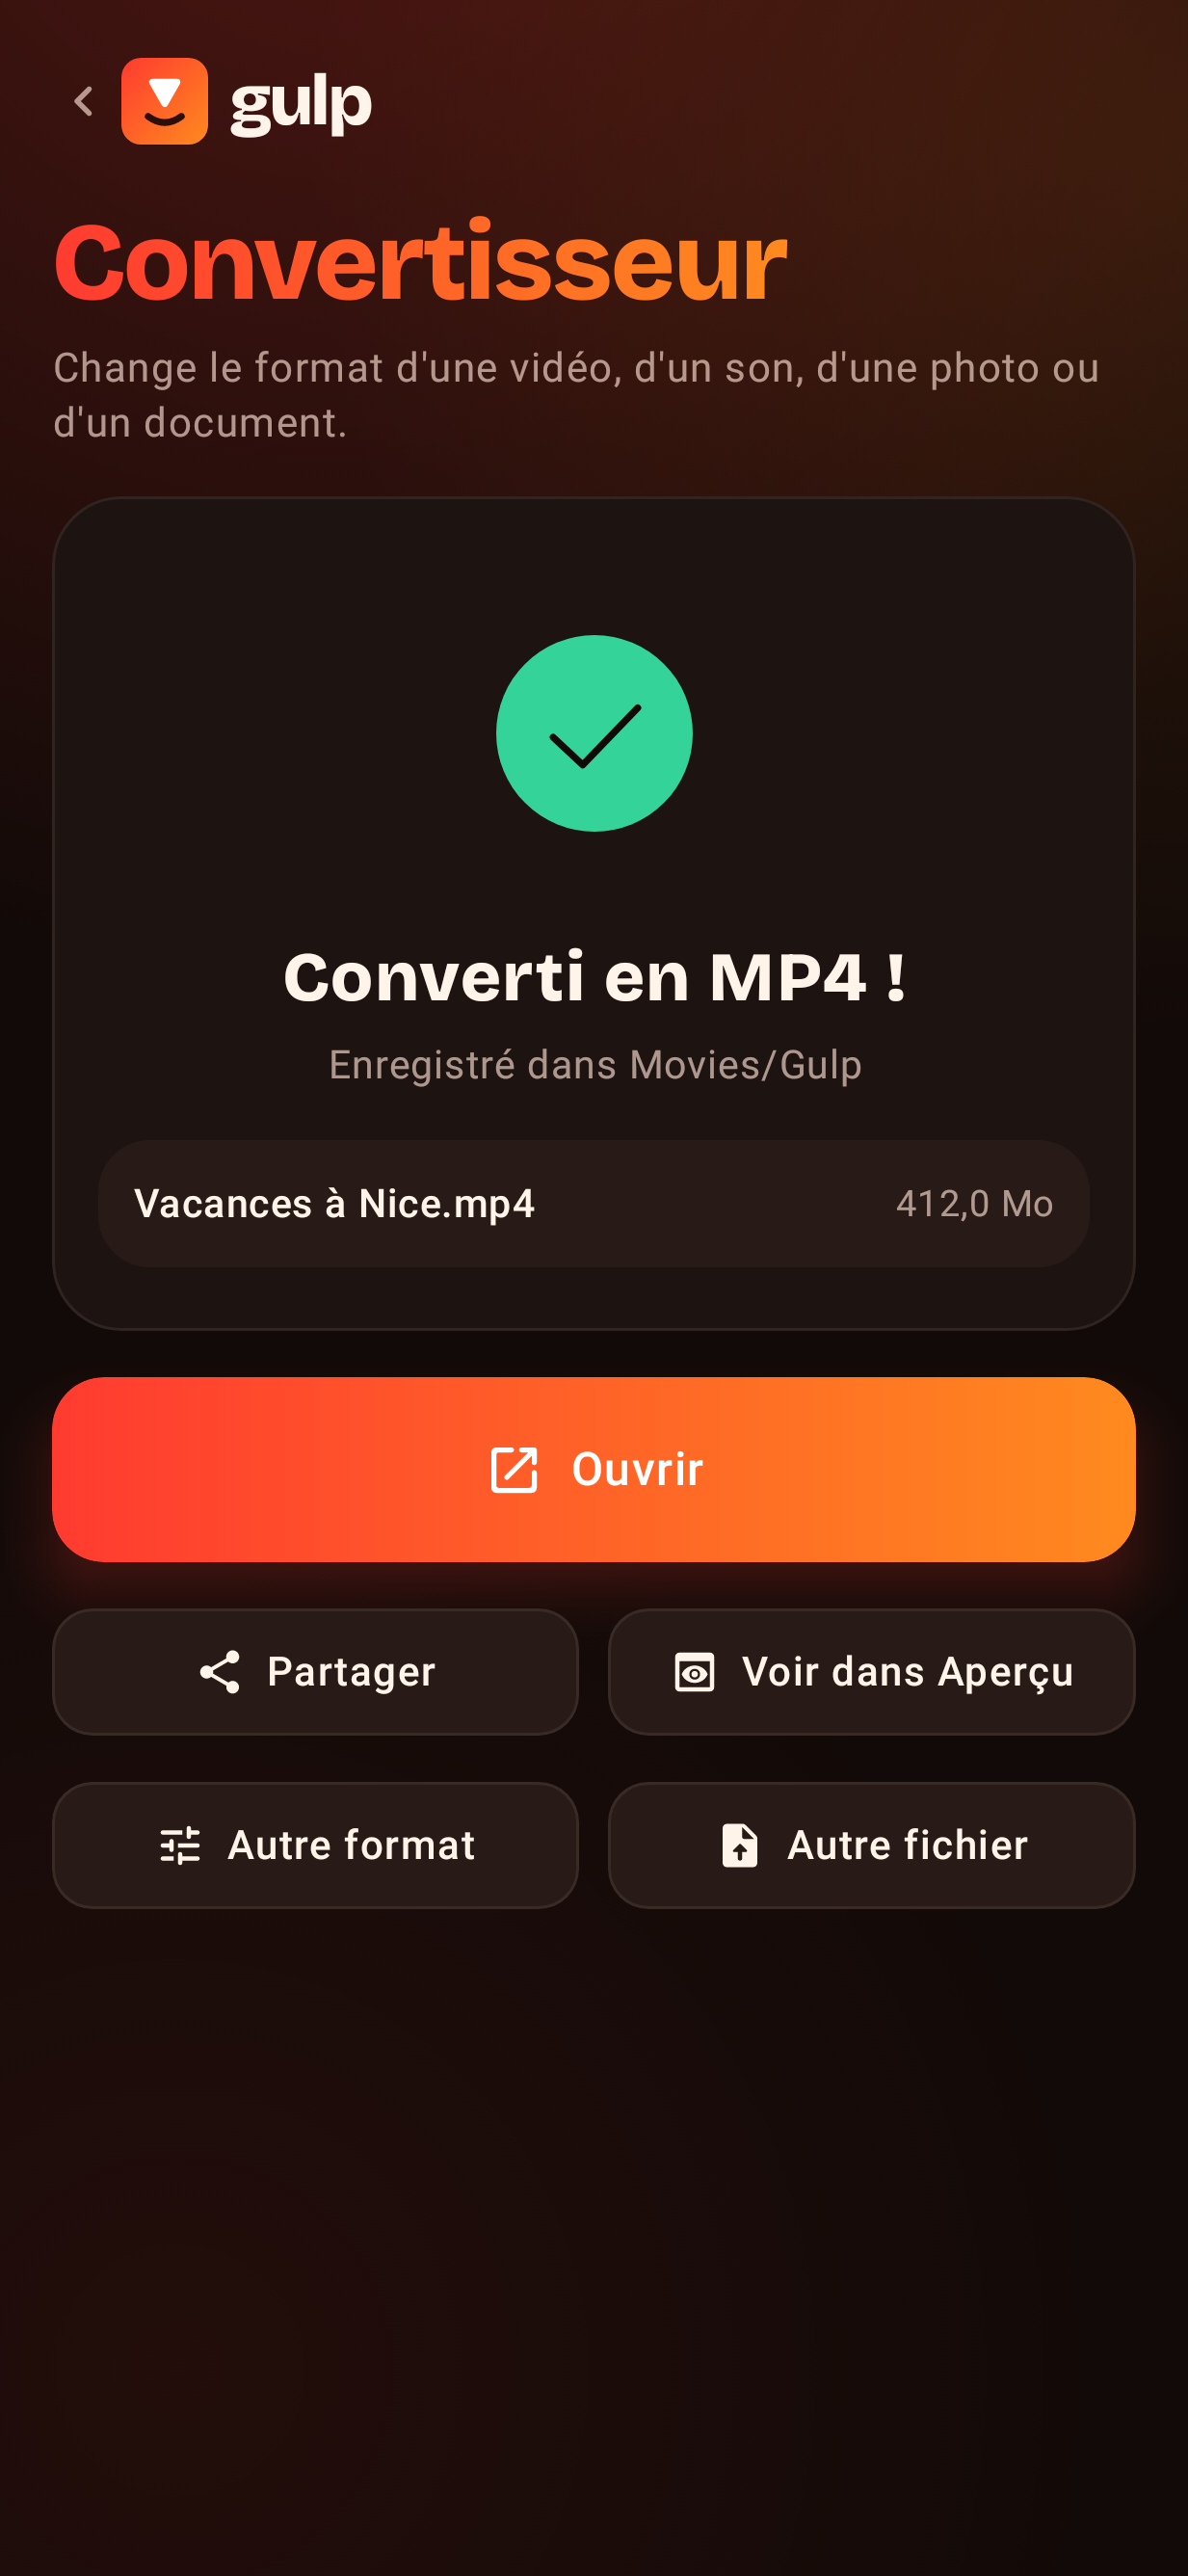 gulp
Convertisseur
Change le format d'une vidéo, d'un son, d'une photo ou
d'un document.
Converti en MP4 !
Enregistré dans Movies/Gulp
Vacances à Nice.mp4 412,0 Mo
Ouvrir
Partager
Voir dans Aperçu
Autre format
Autre fichier